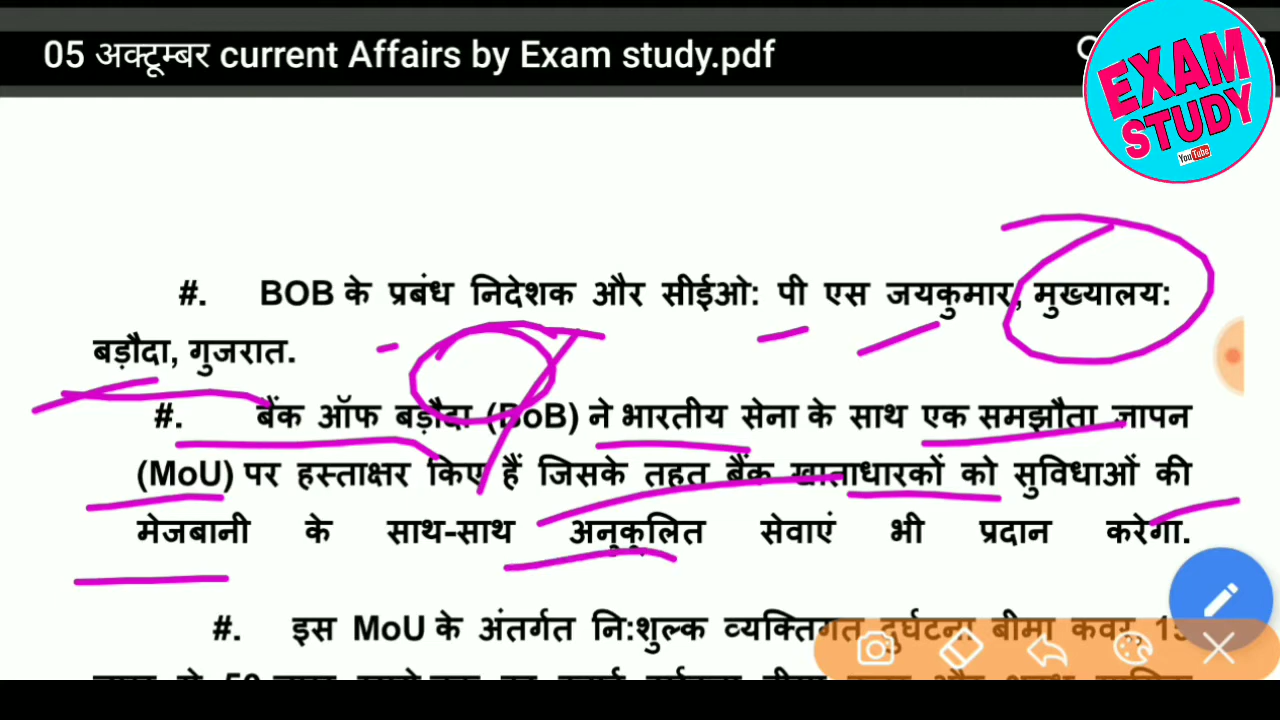 05 अक्टूम्बर current Affairs by Exam study.pdf
EXAM
STUDY
YouTube
#. BOB के प्रबंध निदेशक और सीईओ: पी एस जयकुमार, मुख्यालय:
बड़ौदा, गुजरात.
#. बैंक ऑफ बड़ौदा (BoB) ने भारतीय सेना के साथ एक समझौता ज्ञापन
(MoU) पर हस्ताक्षर किए हैं जिसके तहत बैंक खाताधारकों को सुविधाओं की
मेजबानी के साथ-साथ अनुकूलित सेवाएं भी प्रदान करेगा.
#. इस MoU के अंतर्गत नि:शुल्क व्यक्तिगत दुर्घटना बीमा कवर,